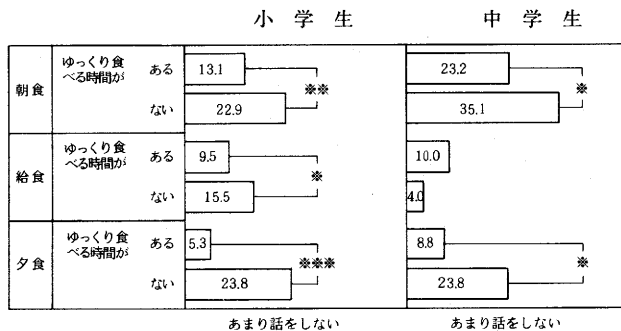 小学生 中学生
朝食 ゆっくり食べる時間が ある 13.1 23.2
※※ ※
ない 22.9 35.1
給食 ゆっくり食べる時間が ある 9.5 10.0
※
ない 15.5 4.0
夕食 ゆっくり食べる時間が ある 5.3 8.8
※※※ ※
ない 23.8 23.8
あまり話をしない あまり話をしない